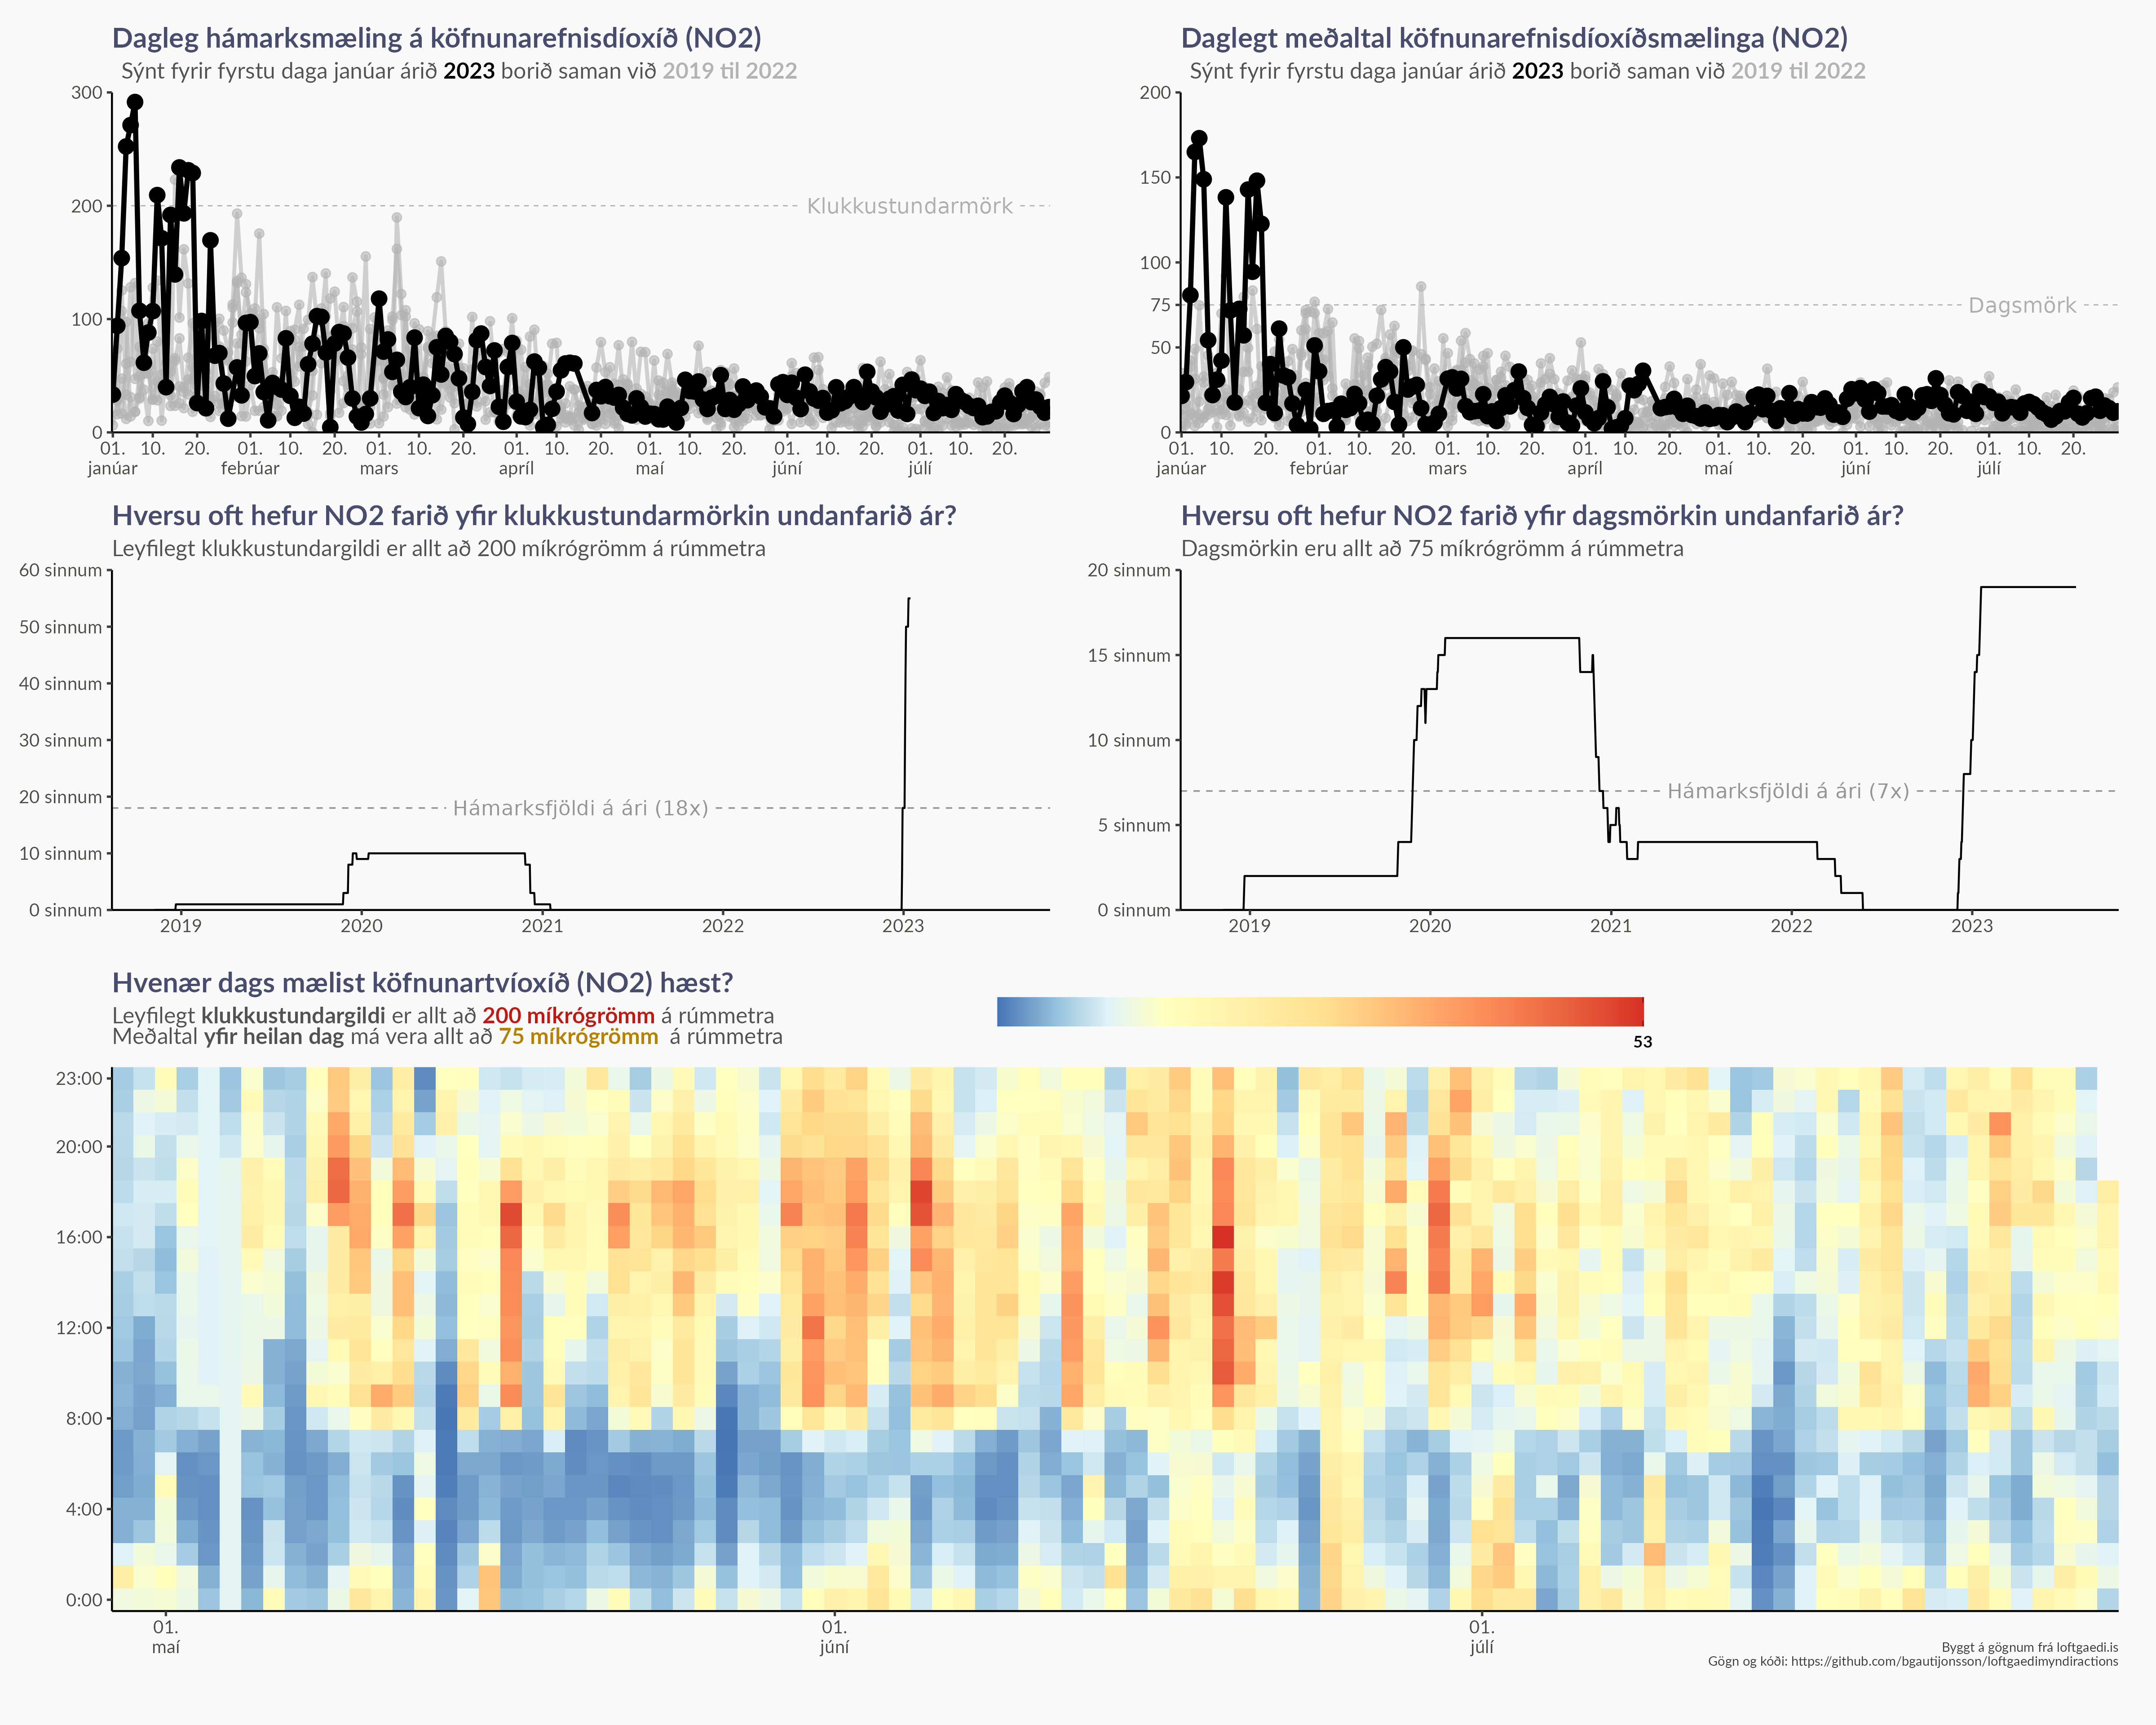 Dagleg hámarksmæling á köfnunarefnisdíoxíð (NO2)
Sýnt fyrir fyrstu daga janúar árið 2023 borið saman við 2019 til 2022
300
200
100
0
Klukkustundarmörk
01. 10. 20. 01. 10. 20. 01. 10. 20. 01. 10. 20. 01. 10. 20. 01. 10. 20. 01. 10. 20.
janúar febrúar mars apríl maí júní júlí
Daglegt meðaltal köfnunarefnisdíoxíðsmælinga (NO2)
Sýnt fyrir fyrstu daga janúar árið 2023 borið saman við 2019 til 2022
200
150
100
75
50
0
Dagsmörk
01. 10. 20. 01. 10. 20. 01. 10. 20. 01. 10. 20. 01. 10. 20. 01. 10. 20. 01. 10. 20.
janúar febrúar mars apríl maí júní júlí
Hversu oft hefur NO2 farið yfir klukkustundarmörkin undanfarið ár?
Leyfilegt klukkustundargildi er allt að 200 míkrógrömm á rúmmetra
60 sinnum
50 sinnum
40 sinnum
30 sinnum
20 sinnum
10 sinnum
0 sinnum
Hámarksfjöldi á ári (18x)
2019 2020 2021 2022 2023
Hversu oft hefur NO2 farið yfir dagsmörkin undanfarið ár?
Dagsmörkin eru allt að 75 míkrógrömm á rúmmetra
20 sinnum
15 sinnum
10 sinnum
5 sinnum
0 sinnum
Hámarksfjöldi á ári (7x)
2019 2020 2021 2022 2023
Hvenær dags mælist köfnunartvíoxíð (NO2) hæst?
Leyfilegt klukkustundargildi er allt að 200 míkrógrömm á rúmmetra
Meðaltal yfir heilan dag má vera allt að 75 míkrógrömm á rúmmetra
53
23:00
20:00
16:00
12:00
8:00
4:00
0:00
01. 01. 01.
maí júní júlí
Byggt á gögnum frá loftgaedi.is
Gögn og kóði: https://github.com/bgautijonsson/loftgaedimyndiractions